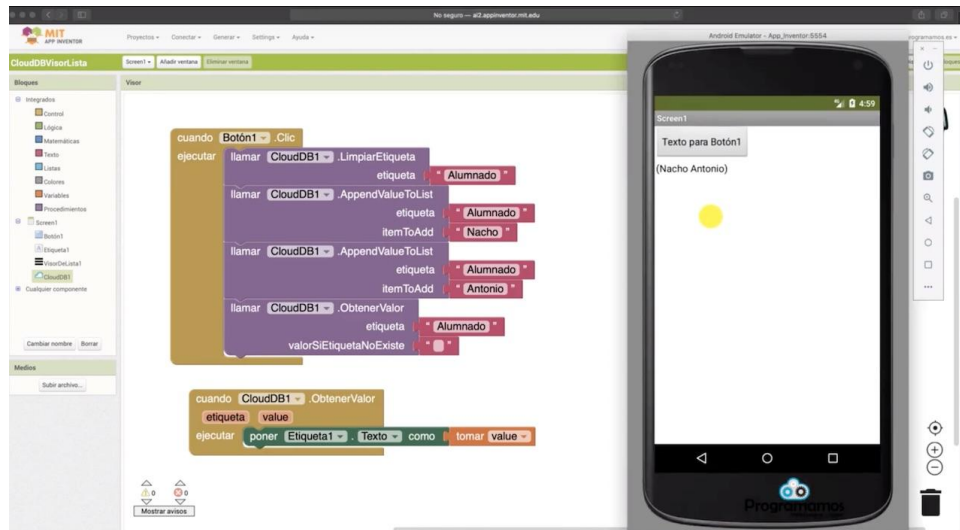 No seguro — ai2.appinventor.mit.edu
MIT
APP INVENTOR
Proyectos
Conectar
Generar
Settings
Ayuda
CloudDBVisorLista
Screen1
Añadir ventana
Eliminar ventana
Bloques
Integrados
Control
Lógica
Matemáticas
Texto
Listas
Colores
Variables
Procedimientos
Screen1
Botón1
Etiqueta1
VisorDeLista1
CloudDB1
Cualquier componente
Cambiar nombre
Borrar
Medios
Subir archivo...
Visor
cuando Botón1 .Clic
ejecutar llamar CloudDB1 .LimpiarEtiqueta
etiqueta " Alumnado "
llamar CloudDB1 .AppendValueToList
etiqueta " Alumnado "
itemToAdd " Nacho "
llamar CloudDB1 .AppendValueToList
etiqueta " Alumnado "
itemToAdd " Antonio "
llamar CloudDB1 .ObtenerValor
etiqueta " Alumnado "
valorSiEtiquetaNoExiste " "
cuando CloudDB1 .ObtenerValor
etiqueta value
ejecutar poner Etiqueta1 . Texto como tomar value
0 0
Mostrar avisos
Android Emulator - App_Inventor:5554
4:59
Screen1
Texto para Botón1
(Nacho Antonio)
Programamos